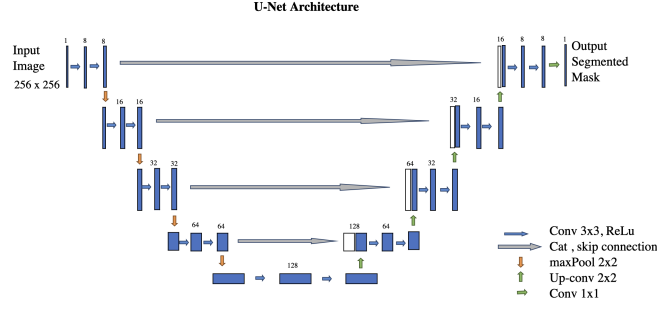 U-Net Architecture
Input
Image
256 x 256
1
8
8
16
8
8
1
Output
Segmented
Mask
16
16
32
16
32
32
64
32
64
64
128
64
128
Conv 3x3, ReLu
Cat , skip connection
maxPool 2x2
Up-conv 2x2
Conv 1x1